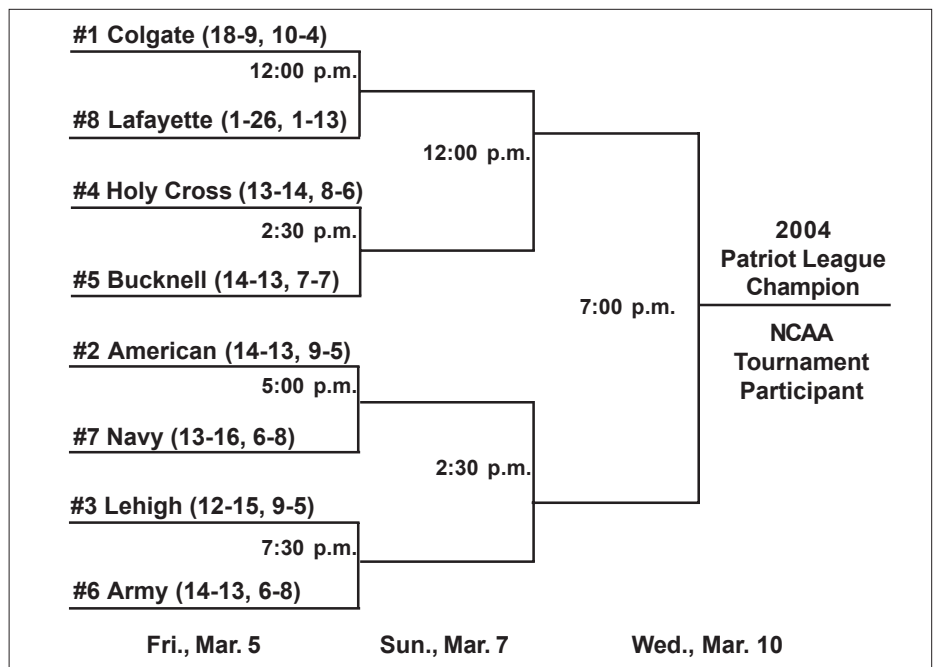 #1 Colgate (18-9, 10-4)
12:00 p.m.
#8 Lafayette (1-26, 1-13)
12:00 p.m.
#4 Holy Cross (13-14, 8-6)
2:30 p.m.
#5 Bucknell (14-13, 7-7)
7:00 p.m.
2004
Patriot League
Champion
NCAA
Tournament
Participant
#2 American (14-13, 9-5)
5:00 p.m.
#7 Navy (13-16, 6-8)
2:30 p.m.
#3 Lehigh (12-15, 9-5)
7:30 p.m.
#6 Army (14-13, 6-8)
Fri., Mar. 5 Sun., Mar. 7 Wed., Mar. 10